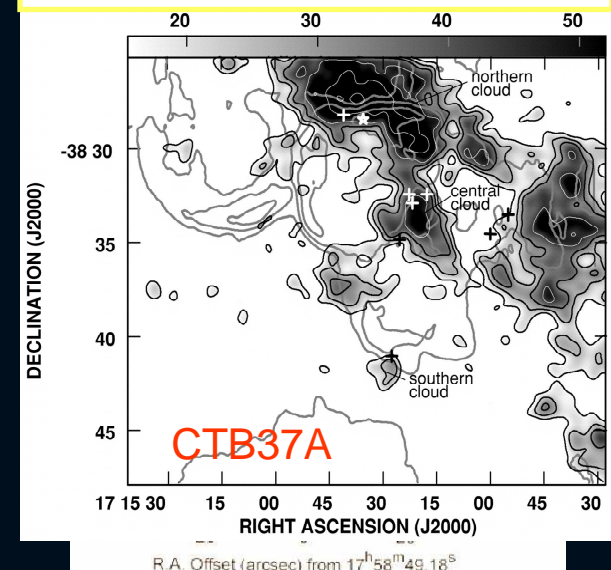 20 30 40 50
northern
cloud
-38 30
central
cloud
35
40
southern
cloud
45
CTB37A
DECLINATION (J2000)
17 15 30 15 00 45 30 15 00 45 30
RIGHT ASCENSION (J2000)
R.A. Offset (arcsec) from 17h58m49.18s